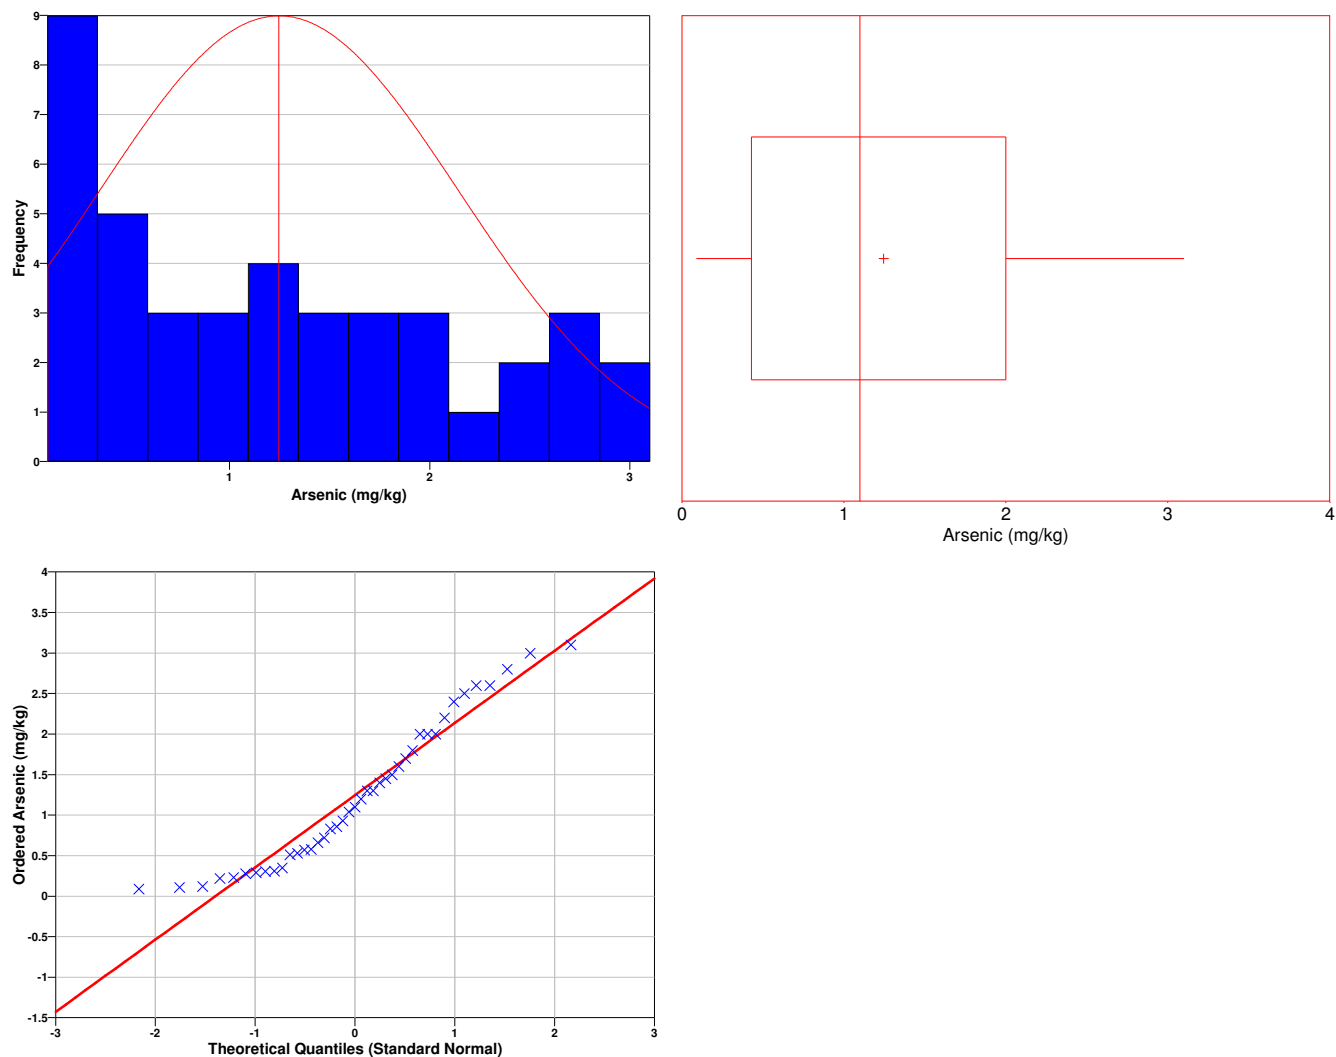 9
8
7
6
5
4
3
2
1
0
Frequency
1 2 3
Arsenic (mg/kg)
0 1 2 3 4
Arsenic (mg/kg)
4
3.5
3
2.5
2
1.5
1
0.5
0
-0.5
-1
-1.5
Ordered Arsenic (mg/kg)
-3 -2 -1 0 1 2 3
Theoretical Quantiles (Standard Normal)